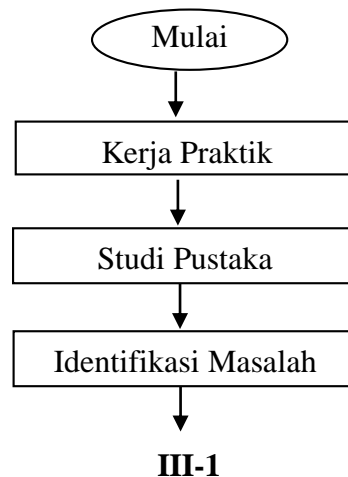 Mulai
Kerja Praktik
Studi Pustaka
Identifikasi Masalah
III-1